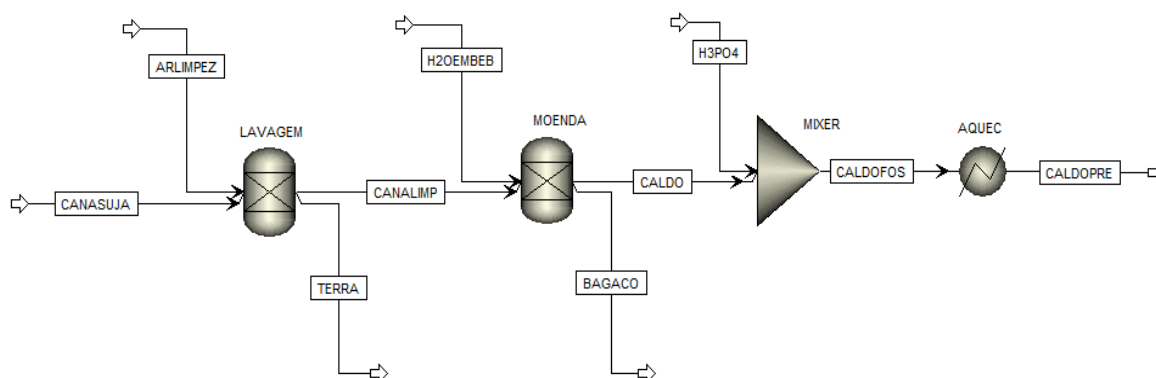 H2OEMBEB
H3PO4
ARLIMPEZ
MOENDA
MIXER
LAVAGEM
AQUEC
CALDOFOS
CALDOPRE
CALDO
CANALIMP
CANASUJA
BAGACO
TERRA